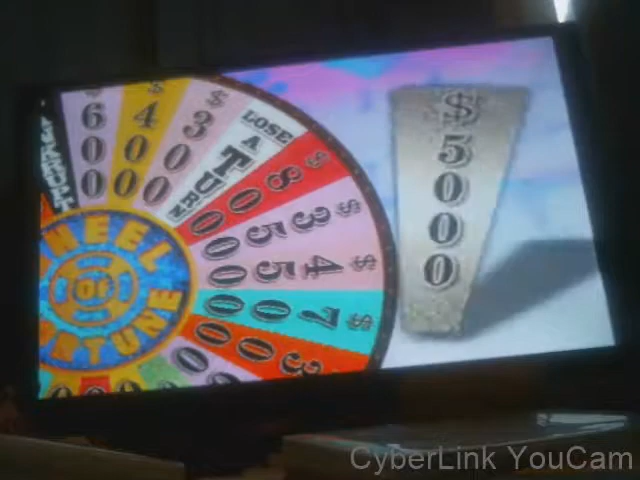 $600
$400
$300
LOSE A TURN
$800
$350
$450
$700
$300
WHEEL
OF
FORTUNE
$5000
CyberLink YouCam